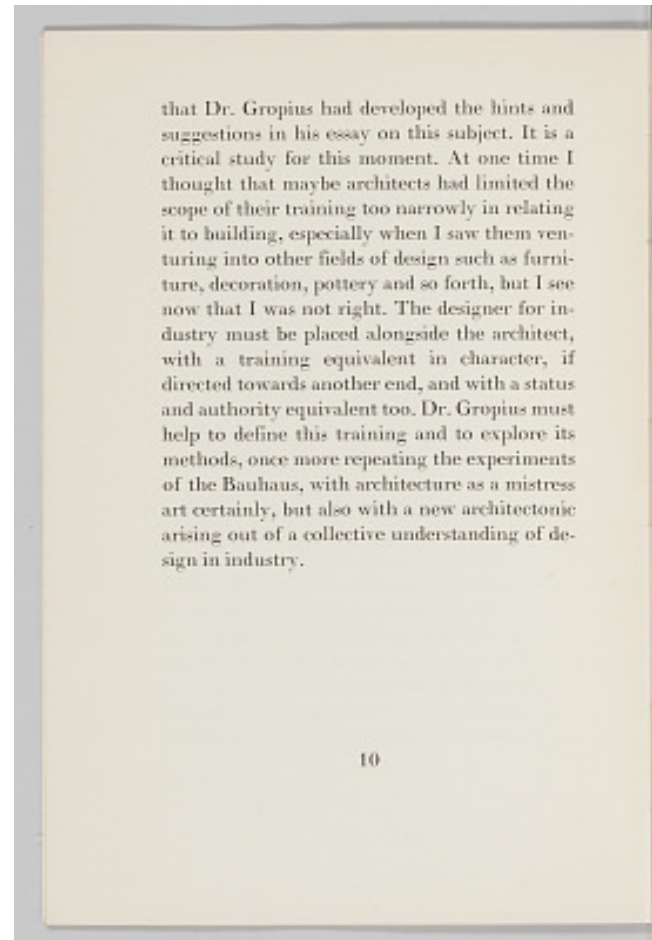 that Dr. Gropius had developed the hints and
suggestions in his essay on this subject. It is a
critical study for this moment. At one time I
thought that maybe architects had limited the
scope of their training too narrowly in relating
it to building, especially when I saw them ven-
turing into other fields of design such as furni-
ture, decoration, pottery and so forth, but I see
now that I was not right. The designer for in-
dustry must be placed alongside the architect,
with a training equivalent in character, if
directed towards another end, and with a status
and authority equivalent too. Dr. Gropius must
help to define this training and to explore its
methods, once more repeating the experiments
of the Bauhaus, with architecture as a mistress
art certainly, but also with a new architectonic
arising out of a collective understanding of de-
sign in industry.
10